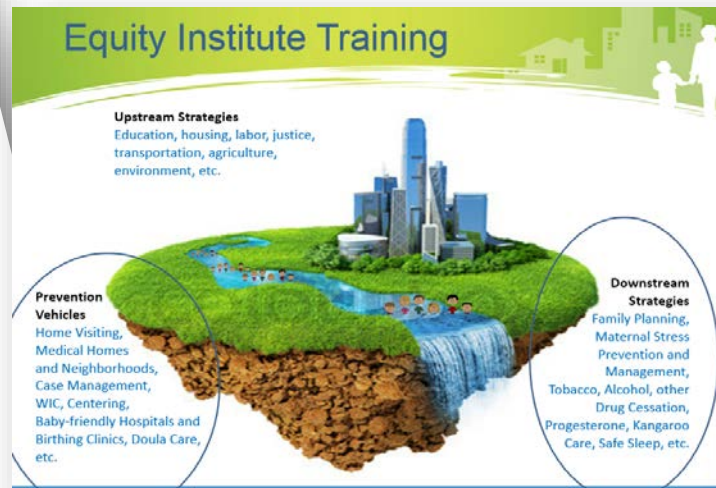 Equity Institute Training
Upstream Strategies
Education, housing, labor, justice,
transportation, agriculture,
environment, etc.
Prevention
Vehicles
Home Visiting,
Medical Homes
and Neighborhoods,
Case Management,
WIC, Centering,
Baby-friendly Hospitals and
Birthing Clinics, Doula Care,
etc.
Downstream
Strategies
Family Planning,
Maternal Stress
Prevention and
Management,
Tobacco, Alcohol, other
Drug Cessation,
Progesterone, Kangaroo
Care, Safe Sleep, etc.